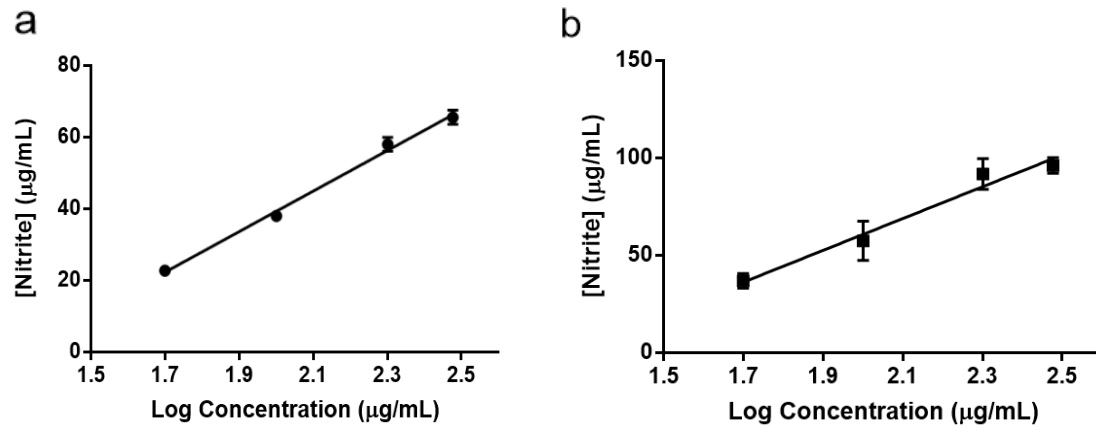 a
80
60
40
20
0
[Nitrite] (µg/mL)
1.5 1.7 1.9 2.1 2.3 2.5
Log Concentration (µg/mL)
b
150
100
50
0
[Nitrite] (µg/mL)
1.5 1.7 1.9 2.1 2.3 2.5
Log Concentration (µg/mL)